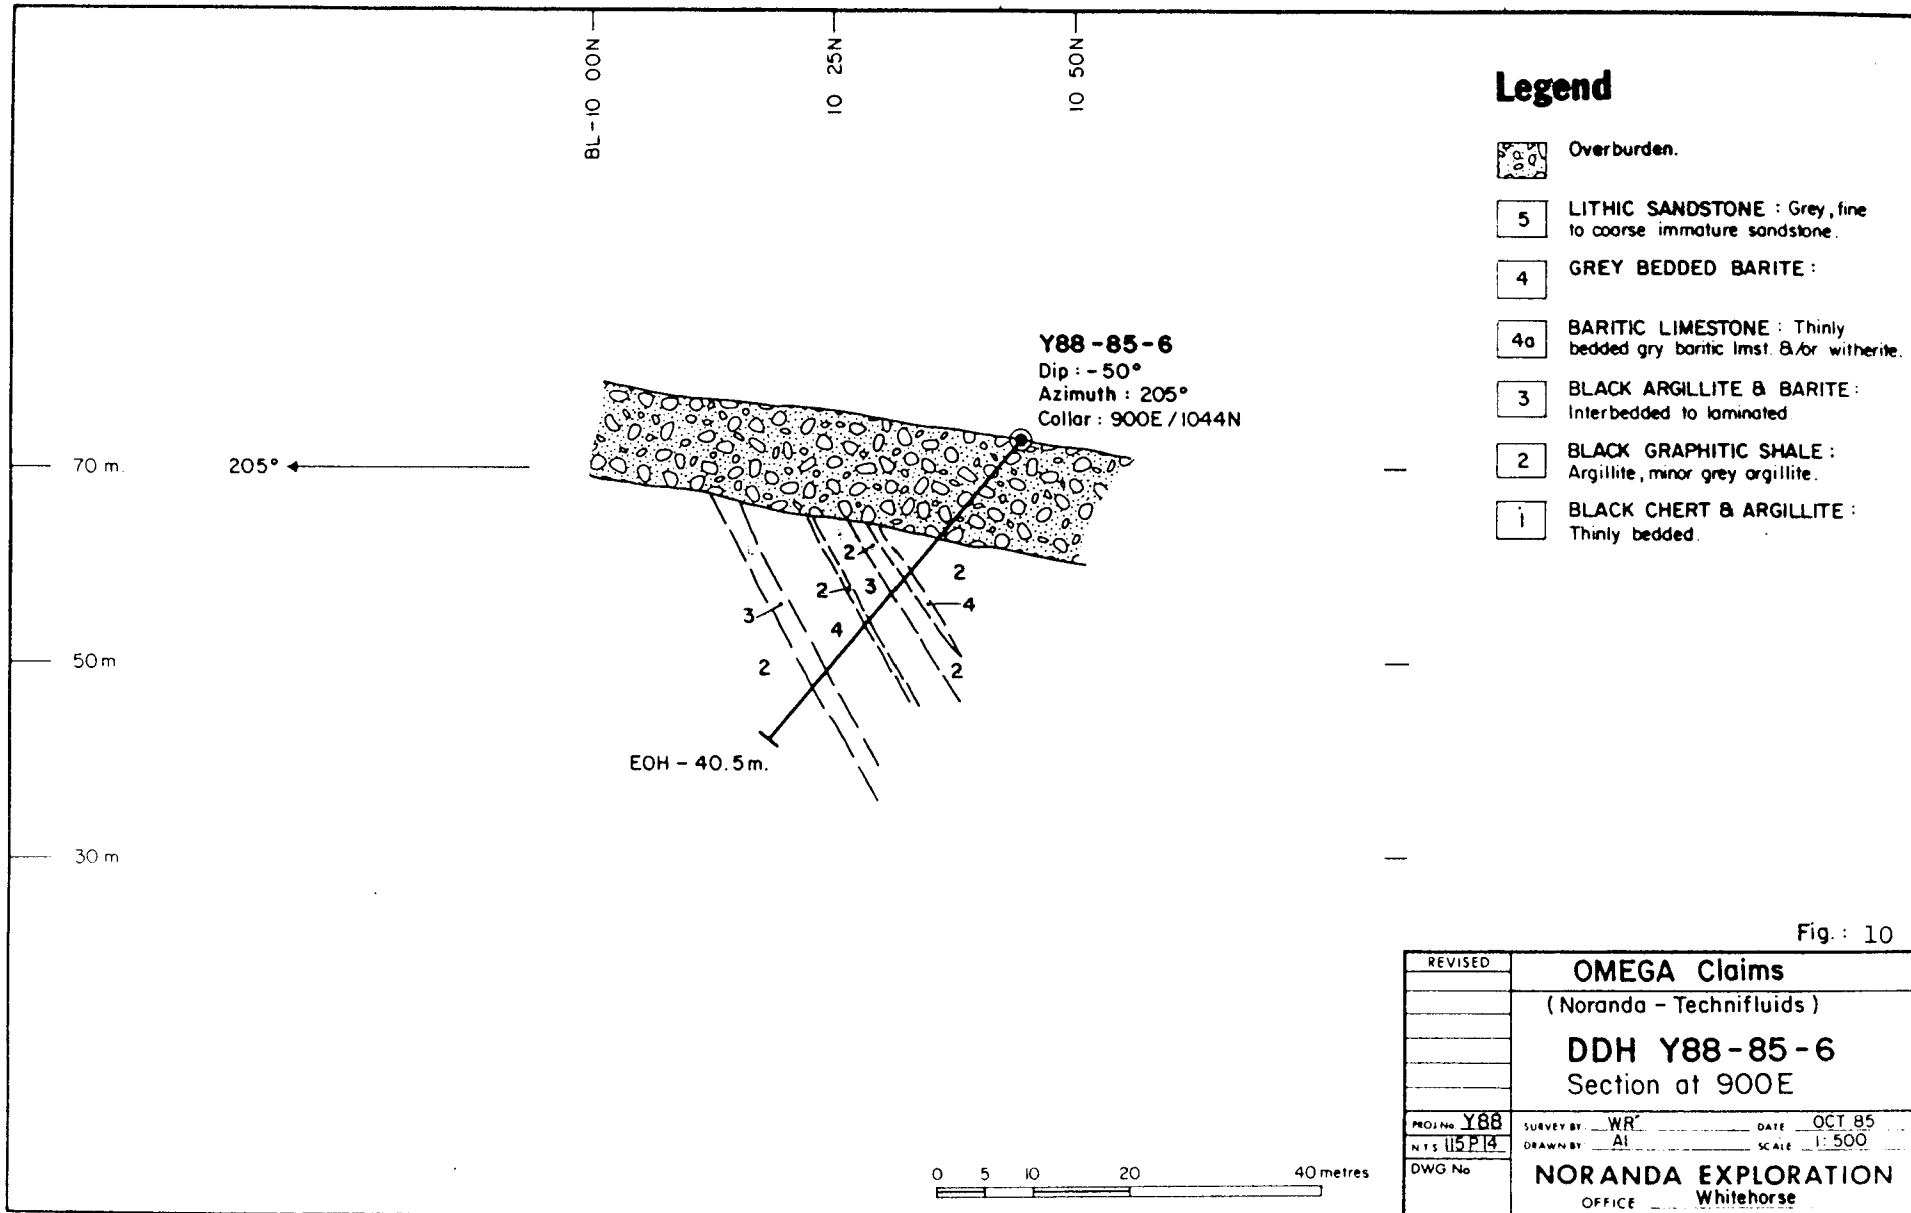 BL-10 00N
10 25N
10 50N
Legend
Overburden.
5
LITHIC SANDSTONE : Grey, fine
to coarse immature sandstone.
4
GREY BEDDED BARITE :
4a
BARITIC LIMESTONE : Thinly
bedded gry baritic lmst. &/or witherite.
3
BLACK ARGILLITE & BARITE :
Interbedded to laminated
2
BLACK GRAPHITIC SHALE :
Argillite, minor grey argillite.
1
BLACK CHERT & ARGILLITE :
Thinly bedded.
Y88-85-6
Dip : -50°
Azimuth : 205°
Collar : 900E / 1044N
70 m.
205°
2
2
2
3
4
3
4
2
2
50 m
EOH - 40.5m.
30 m
Fig. : 10
REVISED
OMEGA Claims
(Noranda - Technifluids)
DDH Y88-85-6
Section at 900E
PROJ No. Y88
SURVEY BY: WR
DATE OCT 85
N T S 115 P 14
DRAWN BY: AI
SCALE 1:500
DWG No
NORANDA EXPLORATION
OFFICE Whitehorse
0 5 10 20 40 metres